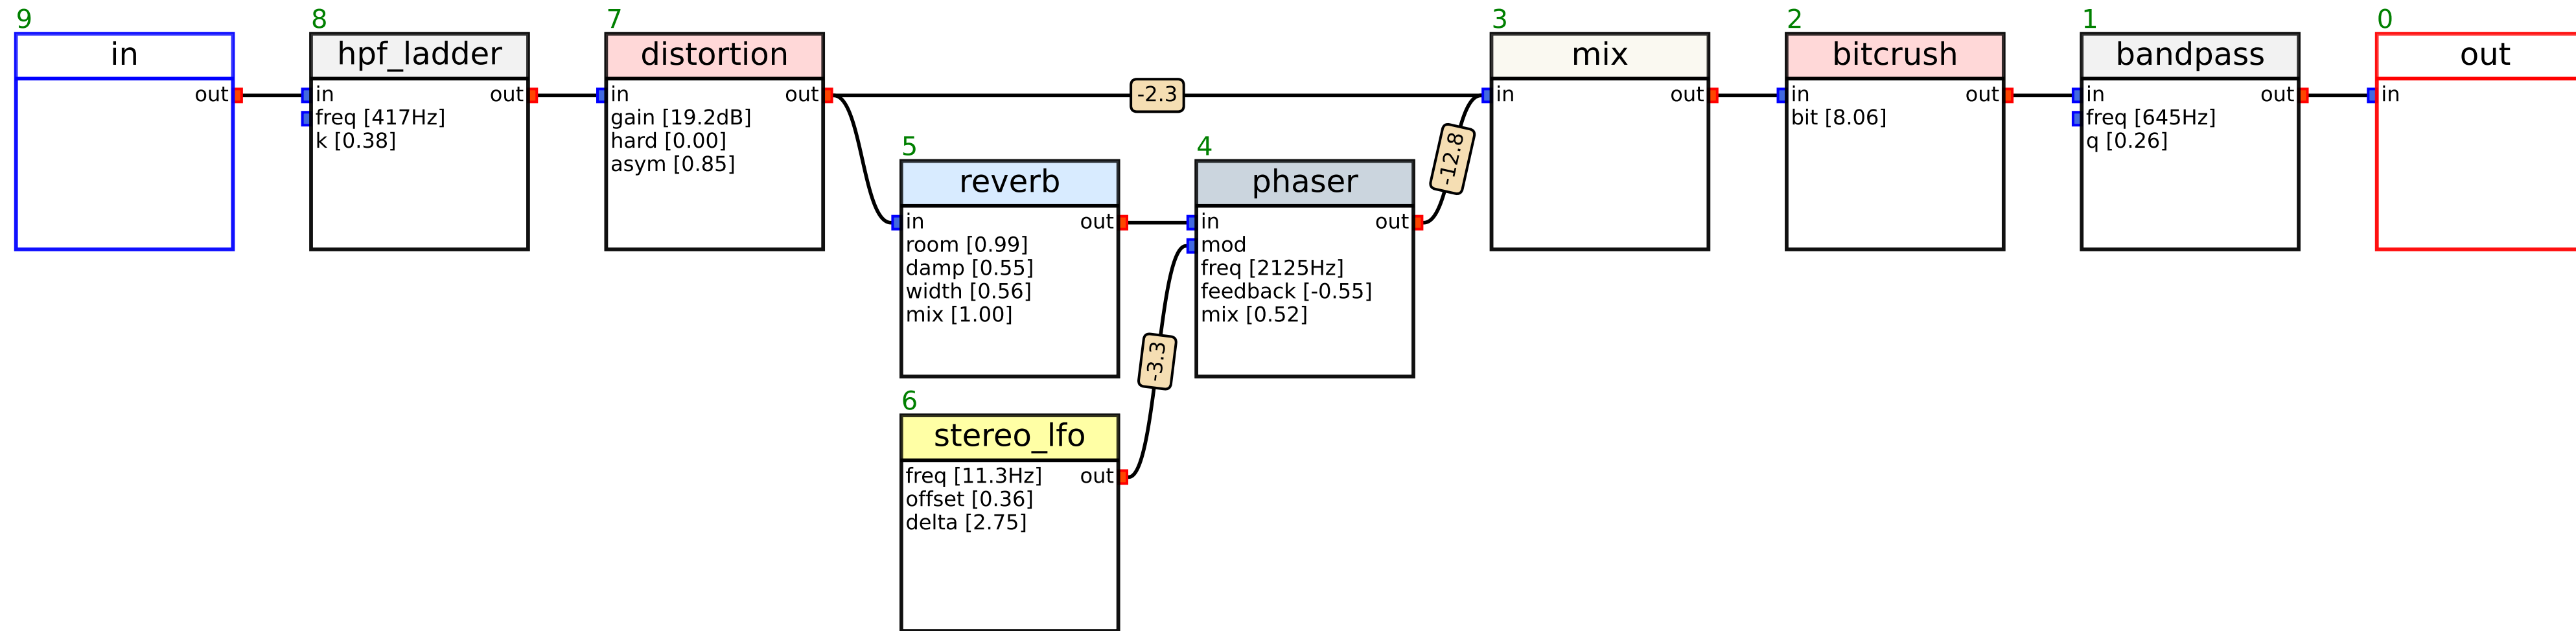 9 8 7 3 2 1 0
in hpf_ladder distortion mix bitcrush bandpass out
out in out in out -2.3 in out in out in out in
freq [417Hz] gain [19.2dB] bit [8.06] freq [645Hz]
k [0.38] hard [0.00] q [0.26]
asym [0.85]
-12.8
5 4
reverb phaser
in out in out
room [0.99] mod
damp [0.55] freq [2125Hz]
width [0.56] feedback [-0.55]
mix [1.00] mix [0.52]
-3.3
6
stereo_lfo
freq [11.3Hz] out
offset [0.36]
delta [2.75]